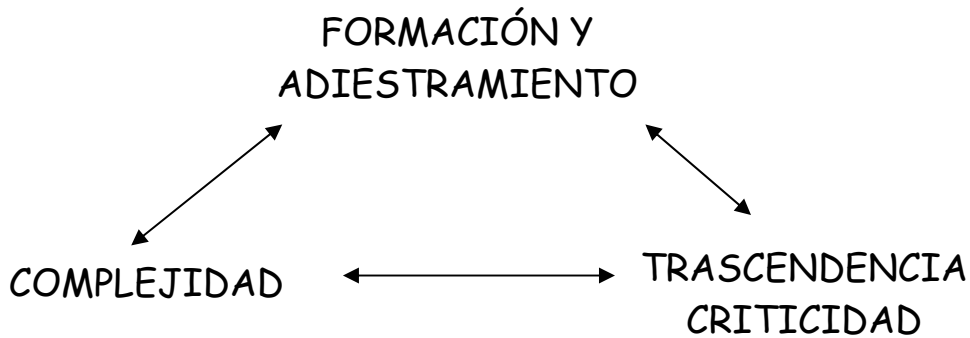 FORMACIÓN Y
ADIESTRAMIENTO
COMPLEJIDAD
TRASCENDENCIA
CRITICIDAD